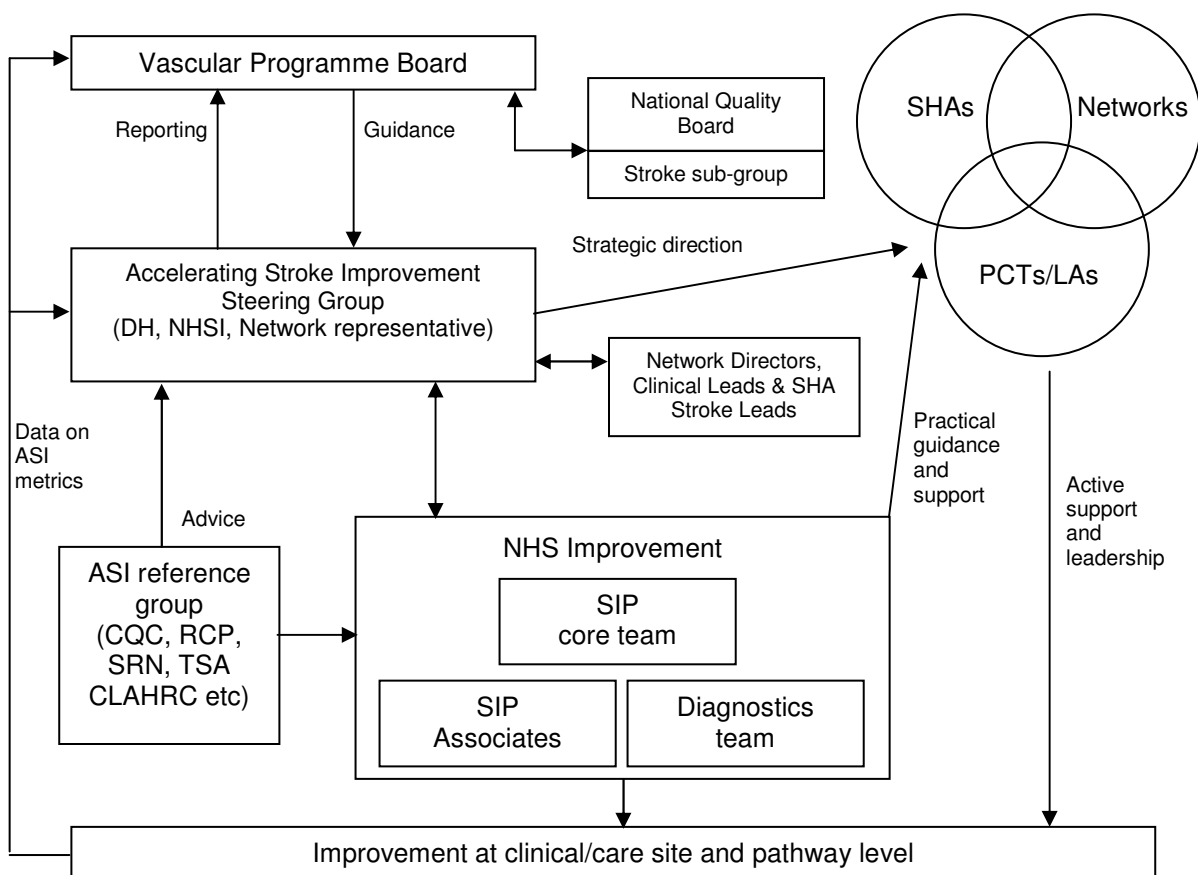 Vascular Programme Board
SHAs
Networks
PCTs/LAs
National Quality
Board
Stroke sub-group
Reporting
Guidance
Strategic direction
Accelerating Stroke Improvement
Steering Group
(DH, NHSI, Network representative)
Network Directors,
Clinical Leads & SHA
Stroke Leads
Data on
ASI
metrics
Practical
guidance
and
support
Active
support
and
leadership
Advice
ASI reference
group
(CQC, RCP,
SRN, TSA
CLAHRC etc)
NHS Improvement
SIP
core team
SIP
Associates
Diagnostics
team
Improvement at clinical/care site and pathway level